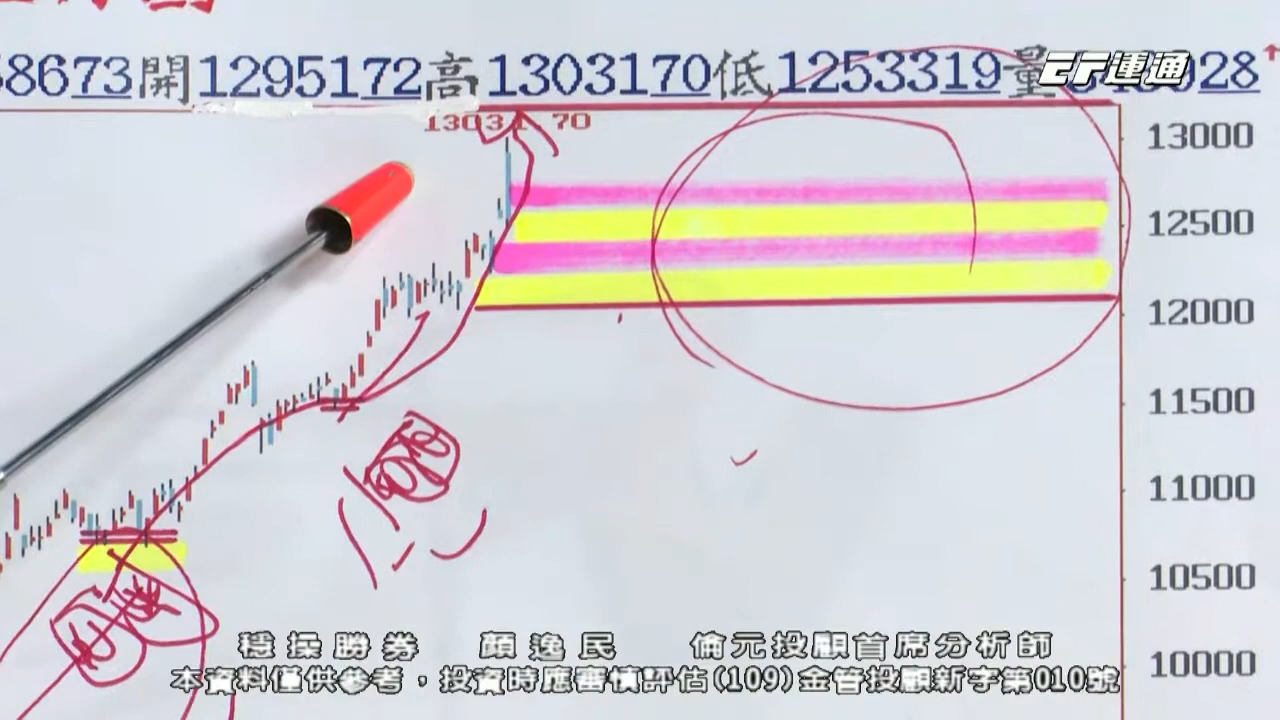 8673開1295172高1303170低1253319量 928
EF運通
13031 70
13000
12500
12000
11500
11000
10500
10000
穩操勝券 顏逸民 倫元投顧首席分析師
本資料僅供參考，投資時應審慎評估(109)金管投顧新字第010號